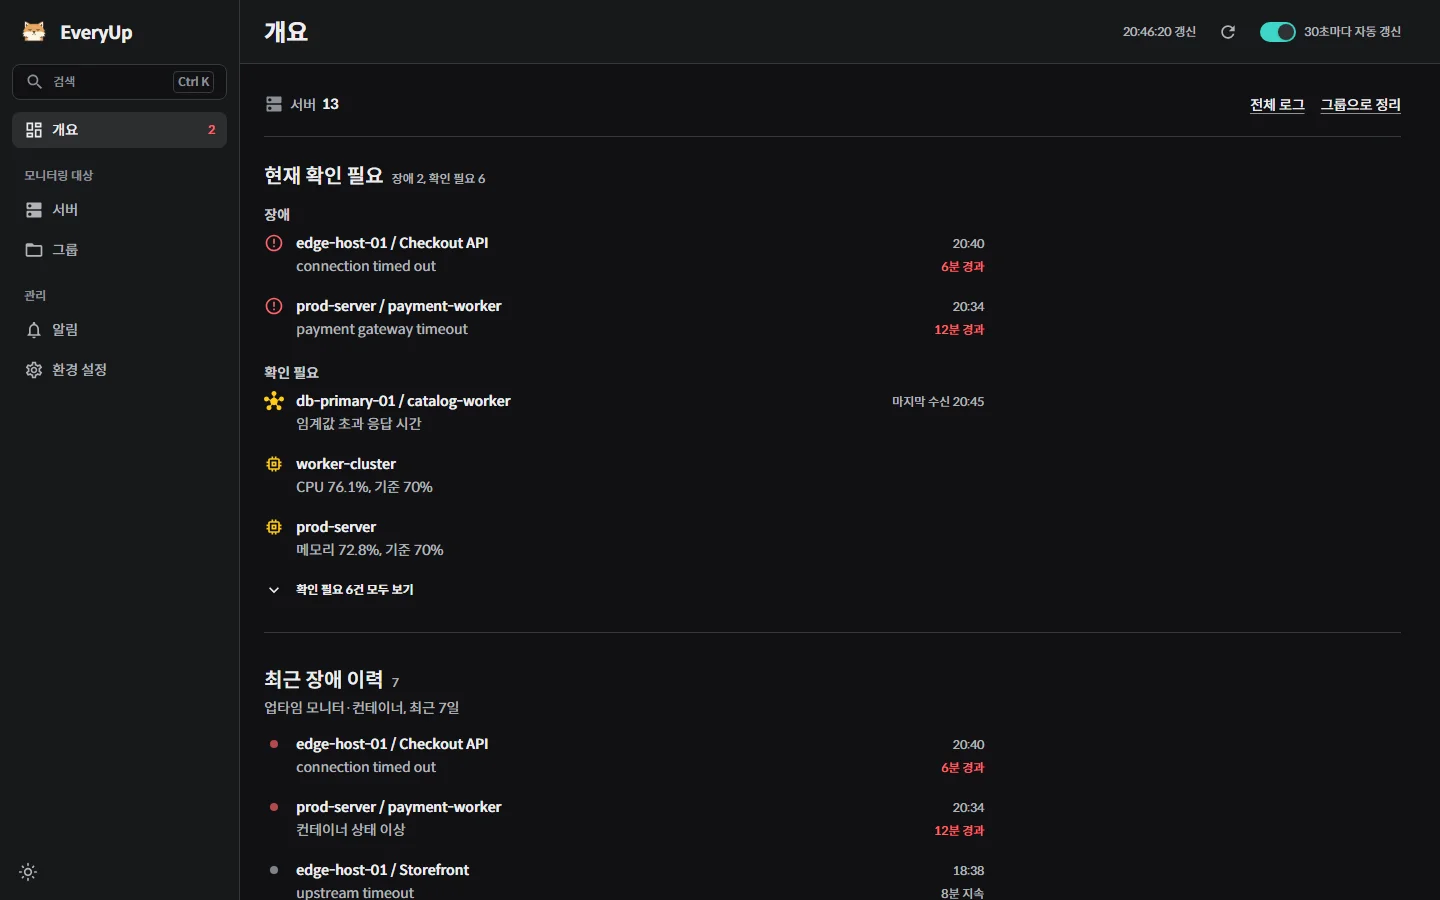 EveryUp
개요
20:46:20 갱신
30초마다 자동 갱신
검색
Ctrl K
개요
2
모니터링 대상
서버
그룹
관리
알림
환경 설정
서버 13
전체 로그
그룹으로 정리
현재 확인 필요
장애 2, 확인 필요 6
장애
edge-host-01 / Checkout API
20:40
connection timed out
6분 경과
prod-server / payment-worker
20:34
payment gateway timeout
12분 경과
확인 필요
db-primary-01 / catalog-worker
마지막 수신 20:45
임계값 초과 응답 시간
worker-cluster
CPU 76.1%, 기준 70%
prod-server
메모리 72.8%, 기준 70%
확인 필요 6건 모두 보기
최근 장애 이력 7
업타임 모니터 · 컨테이너, 최근 7일
edge-host-01 / Checkout API
20:40
connection timed out
6분 경과
prod-server / payment-worker
20:34
컨테이너 상태 이상
12분 경과
edge-host-01 / Storefront
18:38
upstream timeout
8분 지속